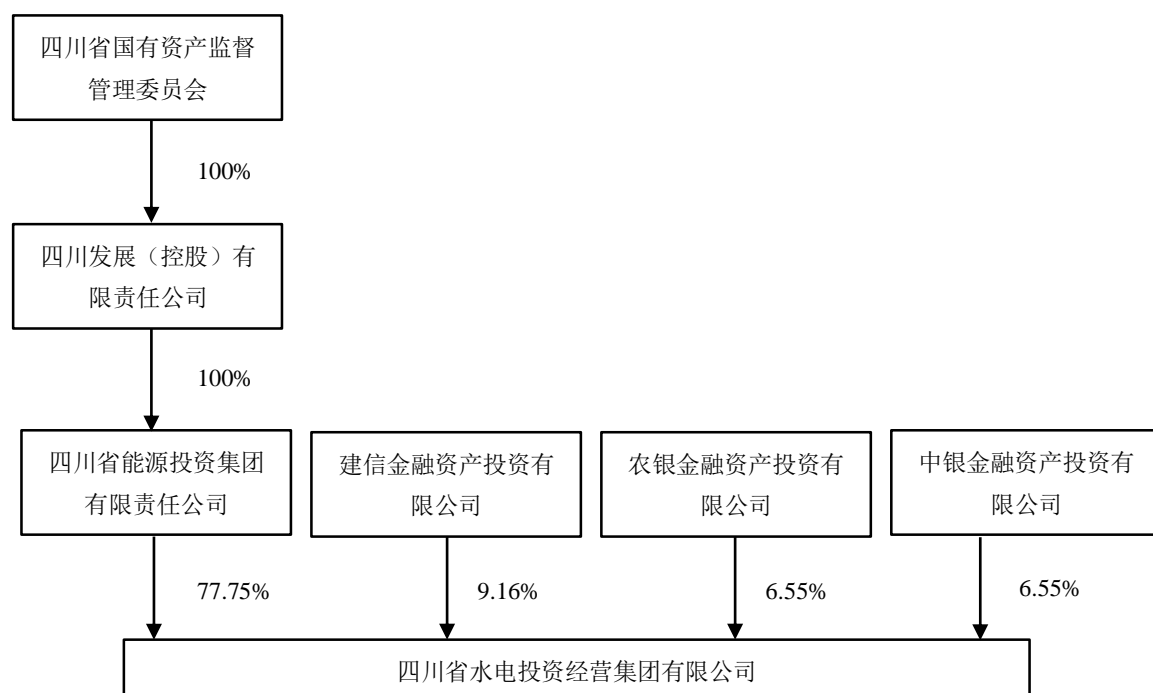 四川省国有资产监督
管理委员会
100%
四川发展（控股）有
限责任公司
100%
四川省能源投资集团
有限责任公司
建信金融资产投资有
限公司
农银金融资产投资有
限公司
中银金融资产投资有
限公司
77.75%
9.16%
6.55%
6.55%
四川省水电投资经营集团有限公司